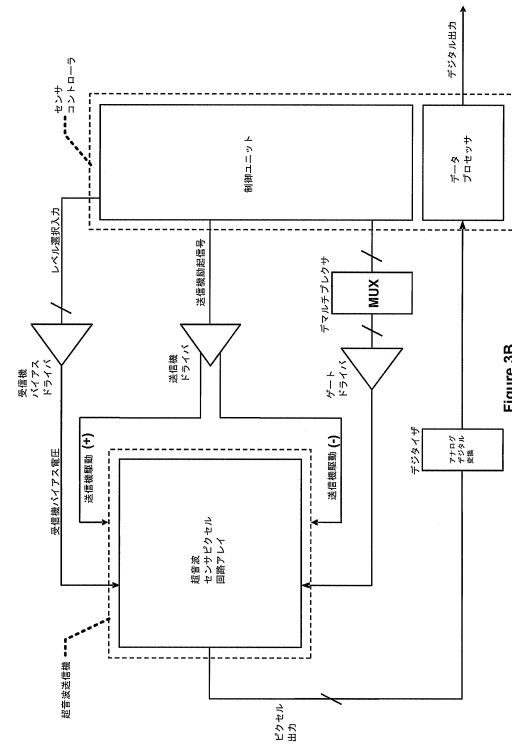 超音波送信機
受信機バイアス電圧
受信機
バイアス
ドライバ
レベル選択入力
センサ
コントローラ
送信機駆動 (+)
送信機
ドライバ
送信機励起信号
制御ユニット
超音波
センサピクセル
回路アレイ
送信機駆動 (-)
ゲート
ドライバ
デマルチプレクサ
MUX
ピクセル
出力
デジタイザ
アナログ
デジタル
変換
データ
プロセッサ
デジタル出力
Figure 3B